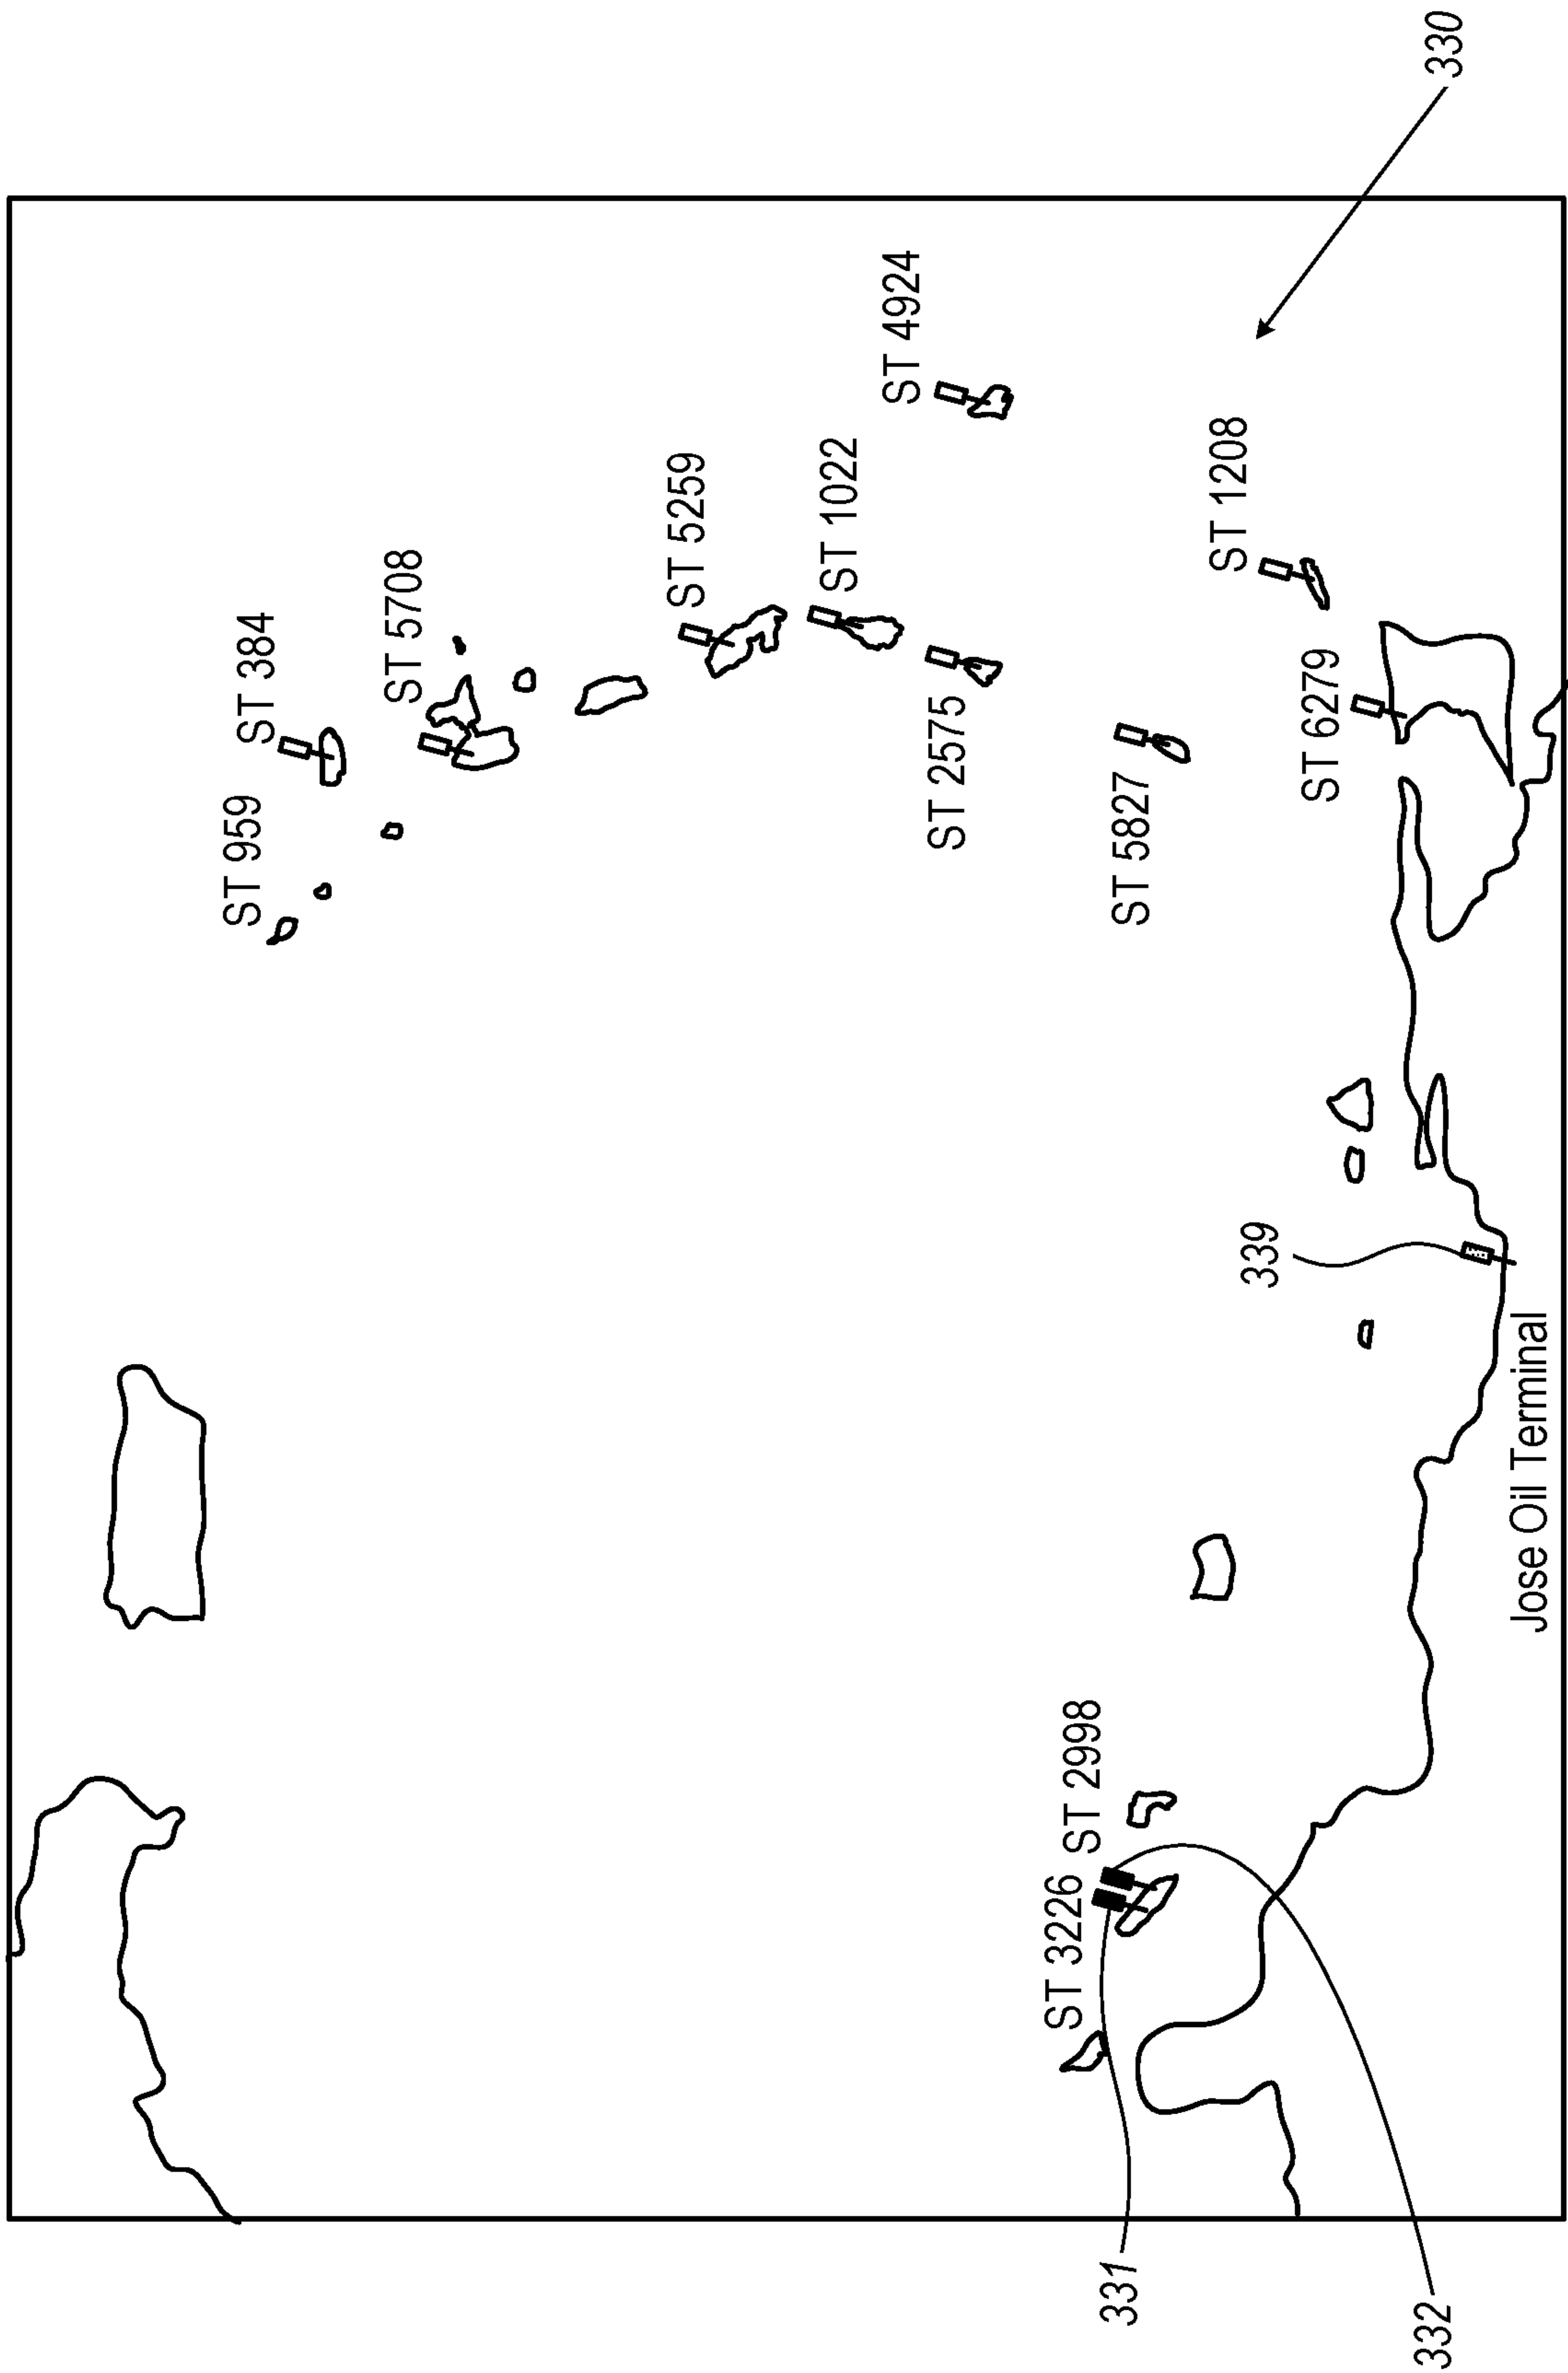 ST 959
ST 384
ST 5708
ST 5259
ST 1022
ST 4924
ST 2575
ST 5827
ST 1208
ST 6279
ST 3226
ST 2998
339
Jose Oil Terminal
331
332
330